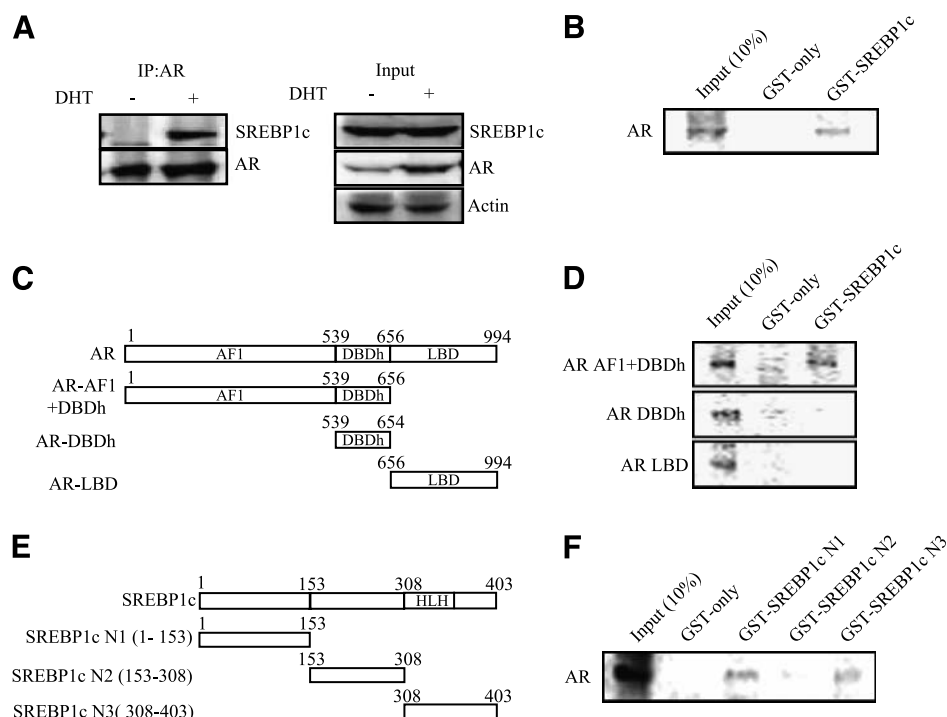 A
IP:AR
Input
DHT - +
DHT - +
SREBP1c
SREBP1c
AR
AR
Actin
B
Input (10%)
GST-only
GST-SREBP1c
AR
C
1 539 656 994
AR AF1 DBDh LBD
1 539 656
AR-AF1
+DBDh
AF1 DBDh
539 654
AR-DBDh DBDh
656 994
AR-LBD LBD
D
Input (10%)
GST-only
GST-SREBP1c
AR AF1+DBDh
AR DBDh
AR LBD
E
1 153 308 403
SREBP1c HLH
1 153
SREBP1c N1 (1- 153)
153 308
SREBP1c N2 (153-308)
308 403
SREBP1c N3( 308-403)
F
Input (10%)
GST-only
GST-SREBP1c N1
GST-SREBP1c N2
GST-SREBP1c N3
AR